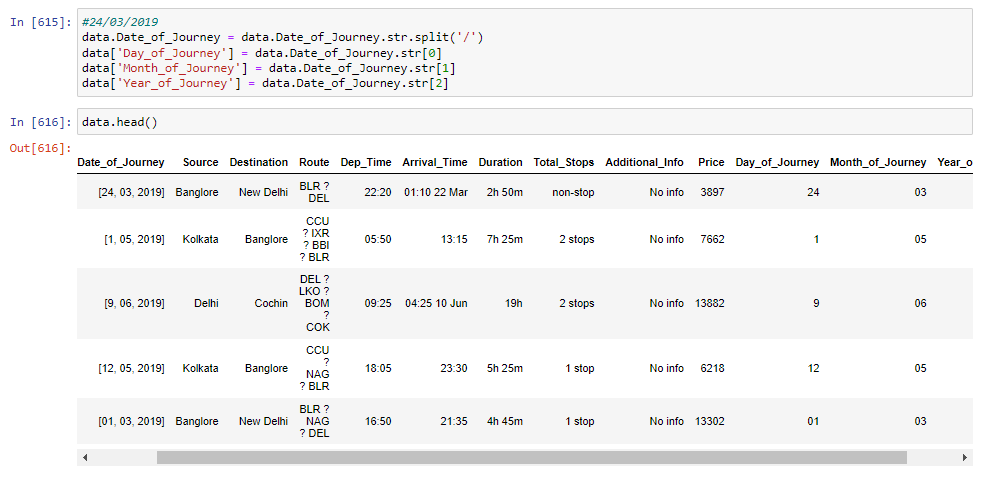 In [615]: #24/03/2019
data.Date_of_Journey = data.Date_of_Journey.str.split('/')
data['Day_of_Journey'] = data.Date_of_Journey.str[0]
data['Month_of_Journey'] = data.Date_of_Journey.str[1]
data['Year_of_Journey'] = data.Date_of_Journey.str[2]
In [616]: data.head()
Out[616]:
Date_of_Journey Source Destination Route Dep_Time Arrival_Time Duration Total_Stops Additional_Info Price Day_of_Journey Month_of_Journey Year_o
[24, 03, 2019] Banglore New Delhi BLR ? DEL 22:20 01:10 22 Mar 2h 50m non-stop No info 3897 24 03
[1, 05, 2019] Kolkata Banglore CCU ? IXR ? BBI ? BLR 05:50 13:15 7h 25m 2 stops No info 7662 1 05
[9, 06, 2019] Delhi Cochin DEL ? LKO ? BOM ? COK 09:25 04:25 10 Jun 19h 2 stops No info 13882 9 06
[12, 05, 2019] Kolkata Banglore CCU ? NAG ? BLR 18:05 23:30 5h 25m 1 stop No info 6218 12 05
[01, 03, 2019] Banglore New Delhi BLR ? NAG ? DEL 16:50 21:35 4h 45m 1 stop No info 13302 01 03